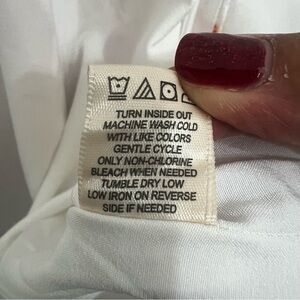 TURN INSIDE OUT
MACHINE WASH COLD
WITH LIKE COLORS
GENTLE CYCLE
ONLY NON-CHLORINE
BLEACH WHEN NEEDED
TUMBLE DRY LOW
LOW IRON ON REVERSE
SIDE IF NEEDED